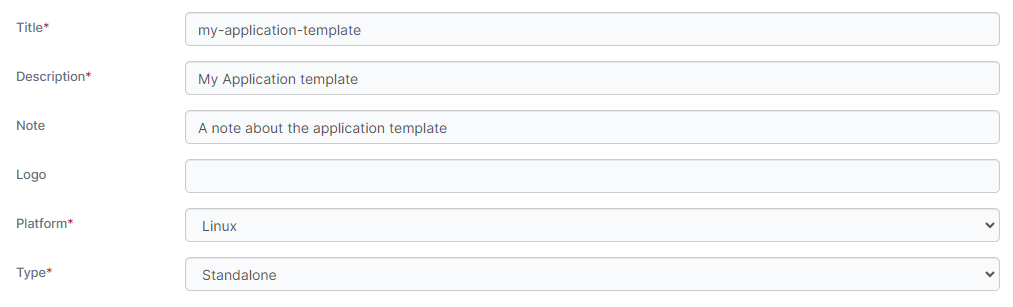 Title* my-application-template
Description* My Application template
Note A note about the application template
Logo
Platform* Linux
Type* Standalone